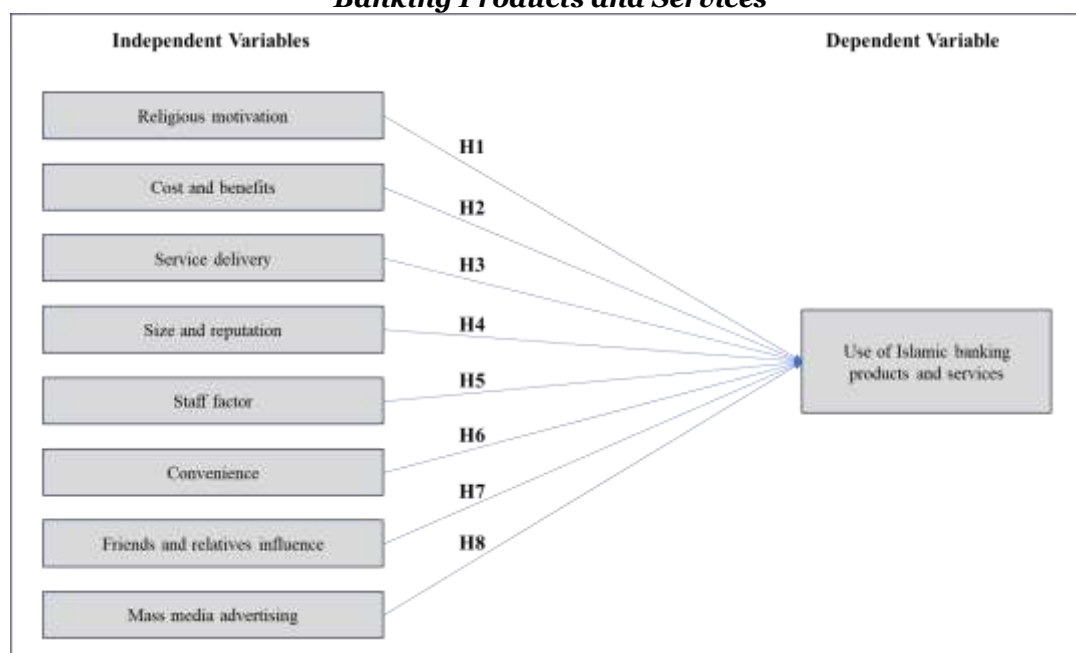 Banking Products and Services
Independent Variables
Dependent Variable
Religious motivation
H1
Cost and benefits
H2
Service delivery
H3
Size and reputation
H4
Use of Islamic banking
products and services
Staff factor
H5
Convenience
H6
Friends and relatives influence
H7
Mass media advertising
H8